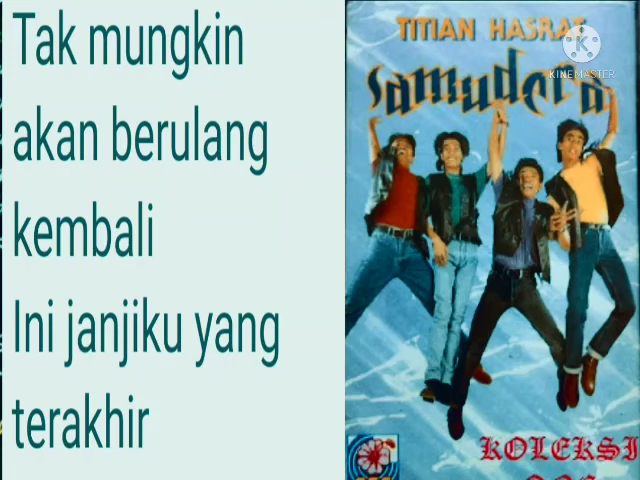 Tak mungkin
akan berulang
kembali
Ini janjiku yang
terakhir
TITIAN HASRAT
Samudera
KINEMASTER
KOLEKSI